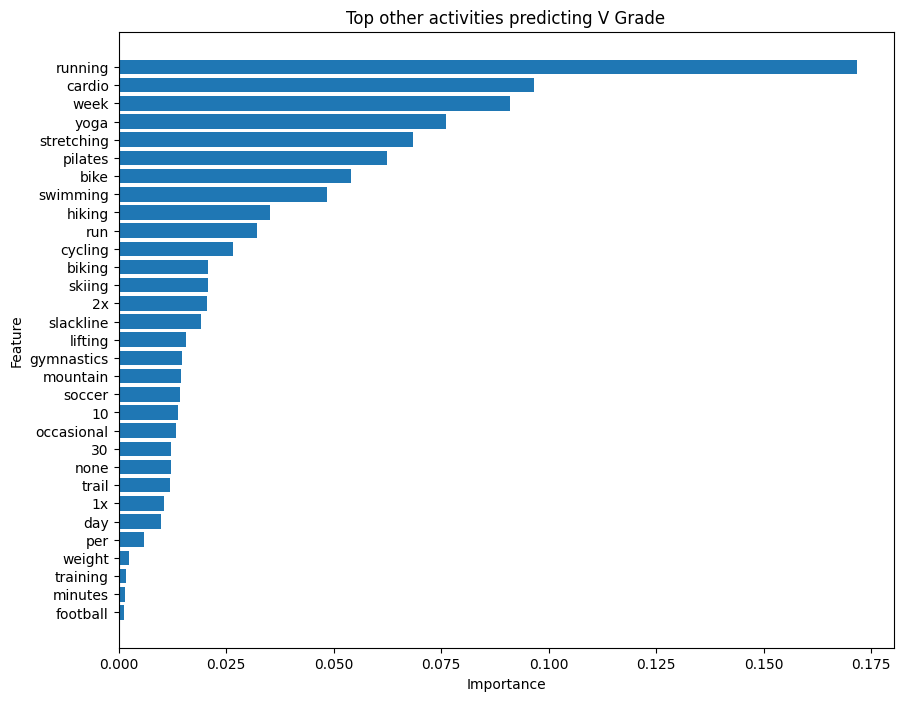 Top other activities predicting V Grade
Feature
running
cardio
week
yoga
stretching
pilates
bike
swimming
hiking
run
cycling
biking
skiing
2x
slackline
lifting
gymnastics
mountain
soccer
10
occasional
30
none
trail
1x
day
per
weight
training
minutes
football
0.000 0.025 0.050 0.075 0.100 0.125 0.150 0.175
Importance